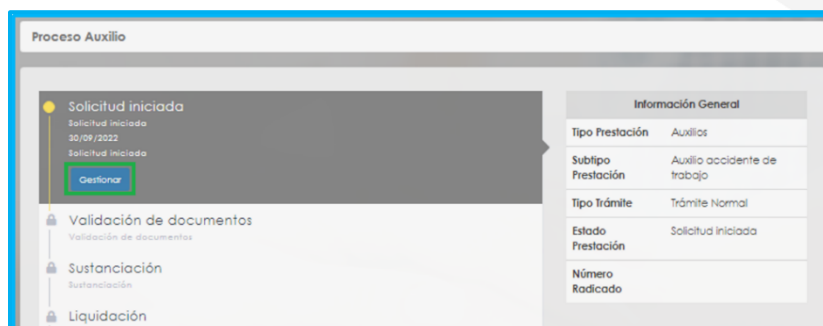 Proceso Auxilio
Solicitud iniciada
Solicitud iniciada
30/09/2022
Solicitud iniciada
Gestionar
Validación de documentos
Validación de documentos
Sustanciación
Sustanciación
Liquidación
Información General
Tipo Prestación Auxilios
Subtipo Auxilio accidente de
Prestación trabajo
Tipo Trámite Trámite Normal
Estado Solicitud iniciada
Prestación
Número
Radicado